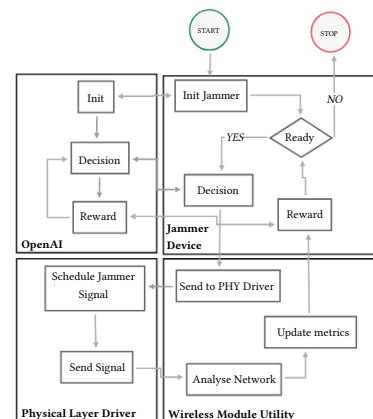 START
STOP
Init
Init Jammer
NO
YES
Ready
Decision
Decision
Reward
Reward
OpenAI
Jammer
Device
Schedule Jammer
Signal
Send to PHY Driver
Update metrics
Send Signal
Analyse Network
Physical Layer Driver
Wireless Module Utility